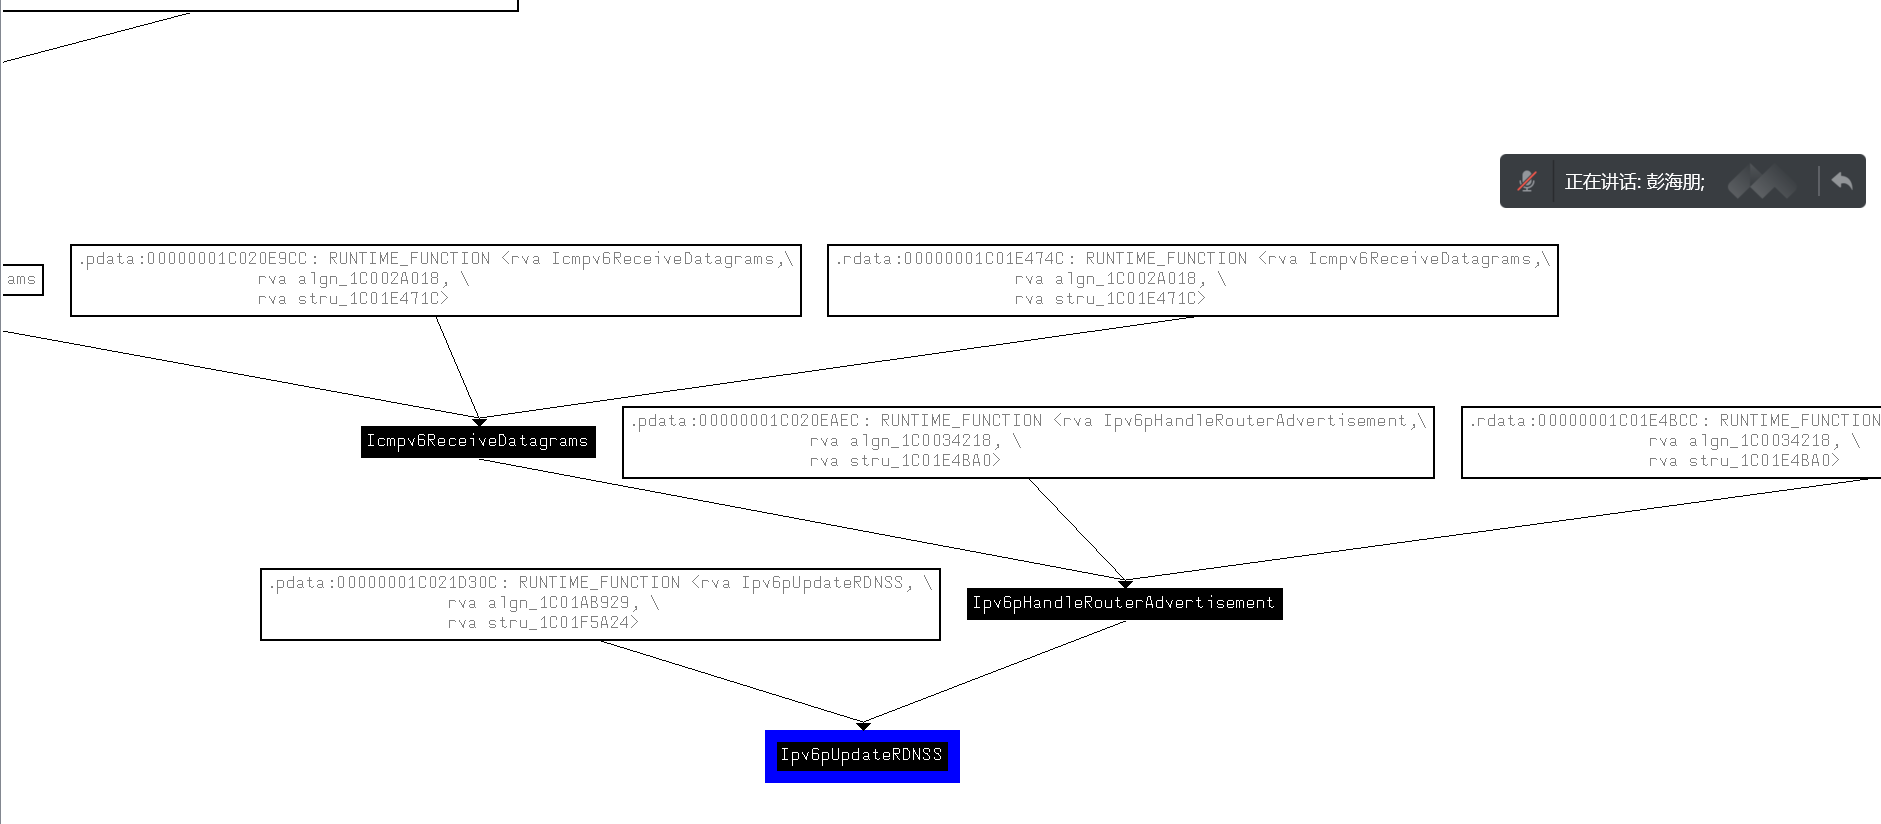 正在讲话: 彭海朋;
ams
.pdata:00000001C020E9CC: RUNTIME_FUNCTION <rva Icmpv6ReceiveDatagrams,\
rva algn_1C002A018, \
rva stru_1C01E471C>
.rdata:00000001C01E474C: RUNTIME_FUNCTION <rva Icmpv6ReceiveDatagrams,\
rva algn_1C002A018, \
rva stru_1C01E471C>
Icmpv6ReceiveDatagrams
.pdata:00000001C020EAEC: RUNTIME_FUNCTION <rva Ipv6pHandleRouterAdvertisement,\
rva algn_1C0034218, \
rva stru_1C01E4BA0>
.rdata:00000001C01E4BCC: RUNTIME_FUNCTION
rva algn_1C0034218, \
rva stru_1C01E4BA0>
.pdata:00000001C021D30C: RUNTIME_FUNCTION <rva Ipv6pUpdateRDNSS, \
rva algn_1C01AB929, \
rva stru_1C01F5A24>
Ipv6pHandleRouterAdvertisement
Ipv6pUpdateRDNSS